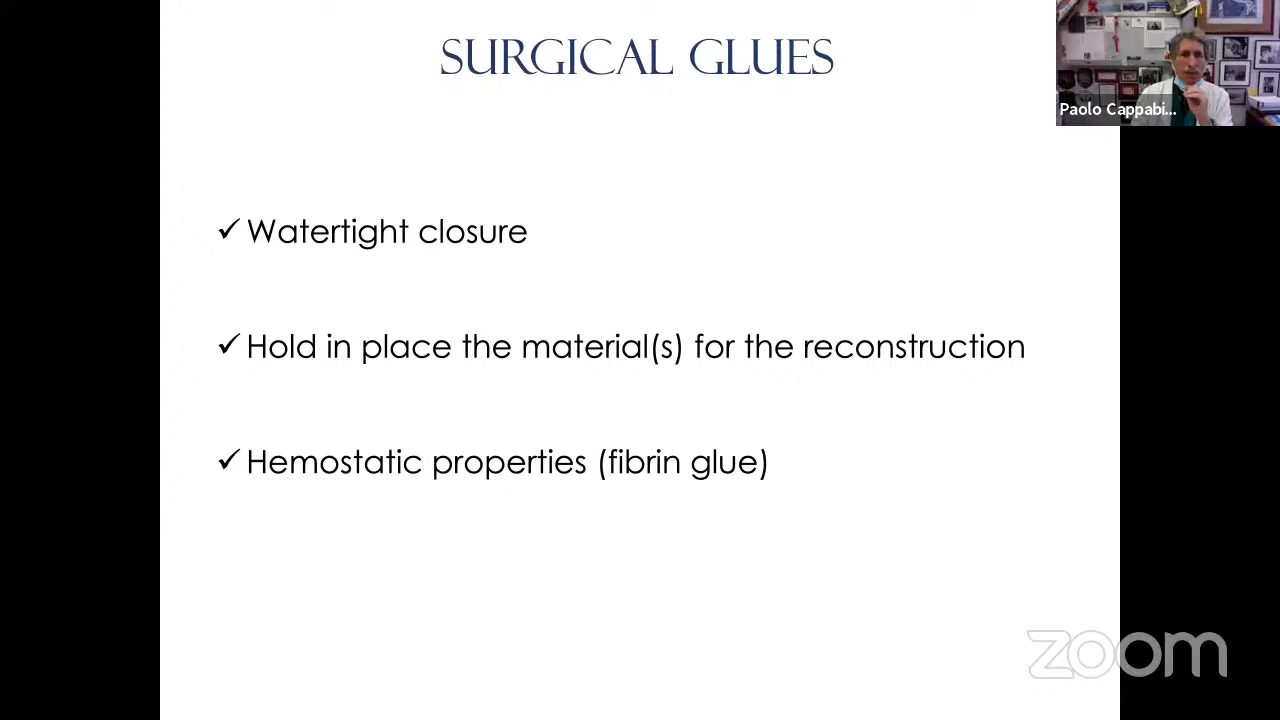 SURGICAL GLUES
Paolo Cappabi...
✓ Watertight closure
✓ Hold in place the material(s) for the reconstruction
✓ Hemostatic properties (fibrin glue)
zoom